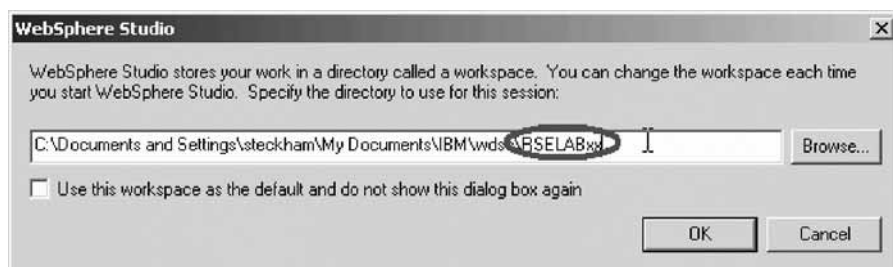 WebSphere Studio
WebSphere Studio stores your work in a directory called a workspace. You can change the workspace each time
you start WebSphere Studio. Specify the directory to use for this session:
C:\Documents and Settings\steckham\My Documents\IBM\wds \RSELABxx
Browse...
Use this workspace as the default and do not show this dialog box again
OK
Cancel